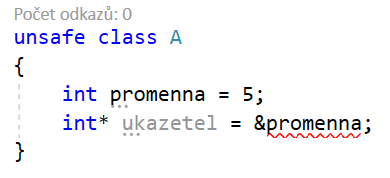 Počet odkazů: 0
unsafe class A
{
    int promenna = 5;
    int* ukazetel = &promenna;
}